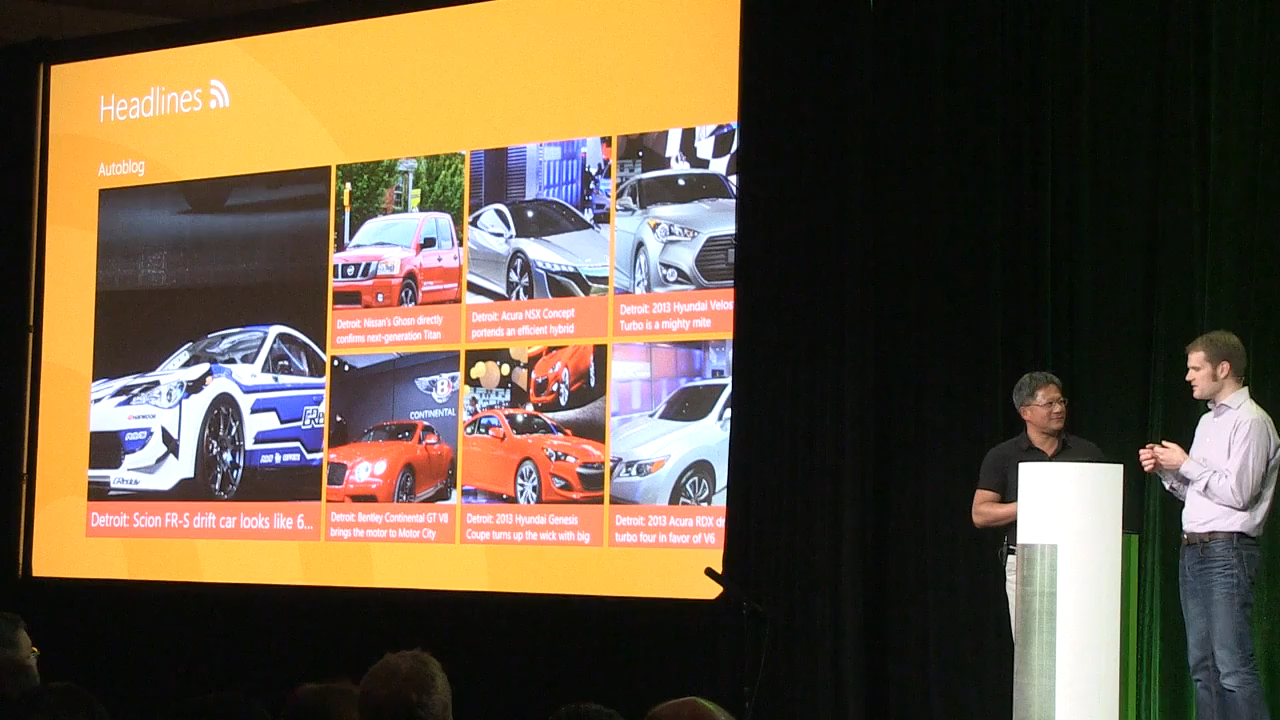 Headlines
Autoblog
Detroit: Scion FR-S drift car looks like 6...
Detroit: Nissan's Ghosn directly
confirms next-generation Titan
Detroit: Acura NSX Concept
portends an efficient hybrid
Detroit: 2013 Hyundai Velos
Turbo is a mighty mite
B
CONTINENTAL
Detroit: Bentley Continental GT V8
brings the motor to Motor City
Detroit: 2013 Hyundai Genesis
Coupe turns up the wick with big
Detroit: 2013 Acura RDX dr
turbo four in favor of V6
HANKOOK
GReddy